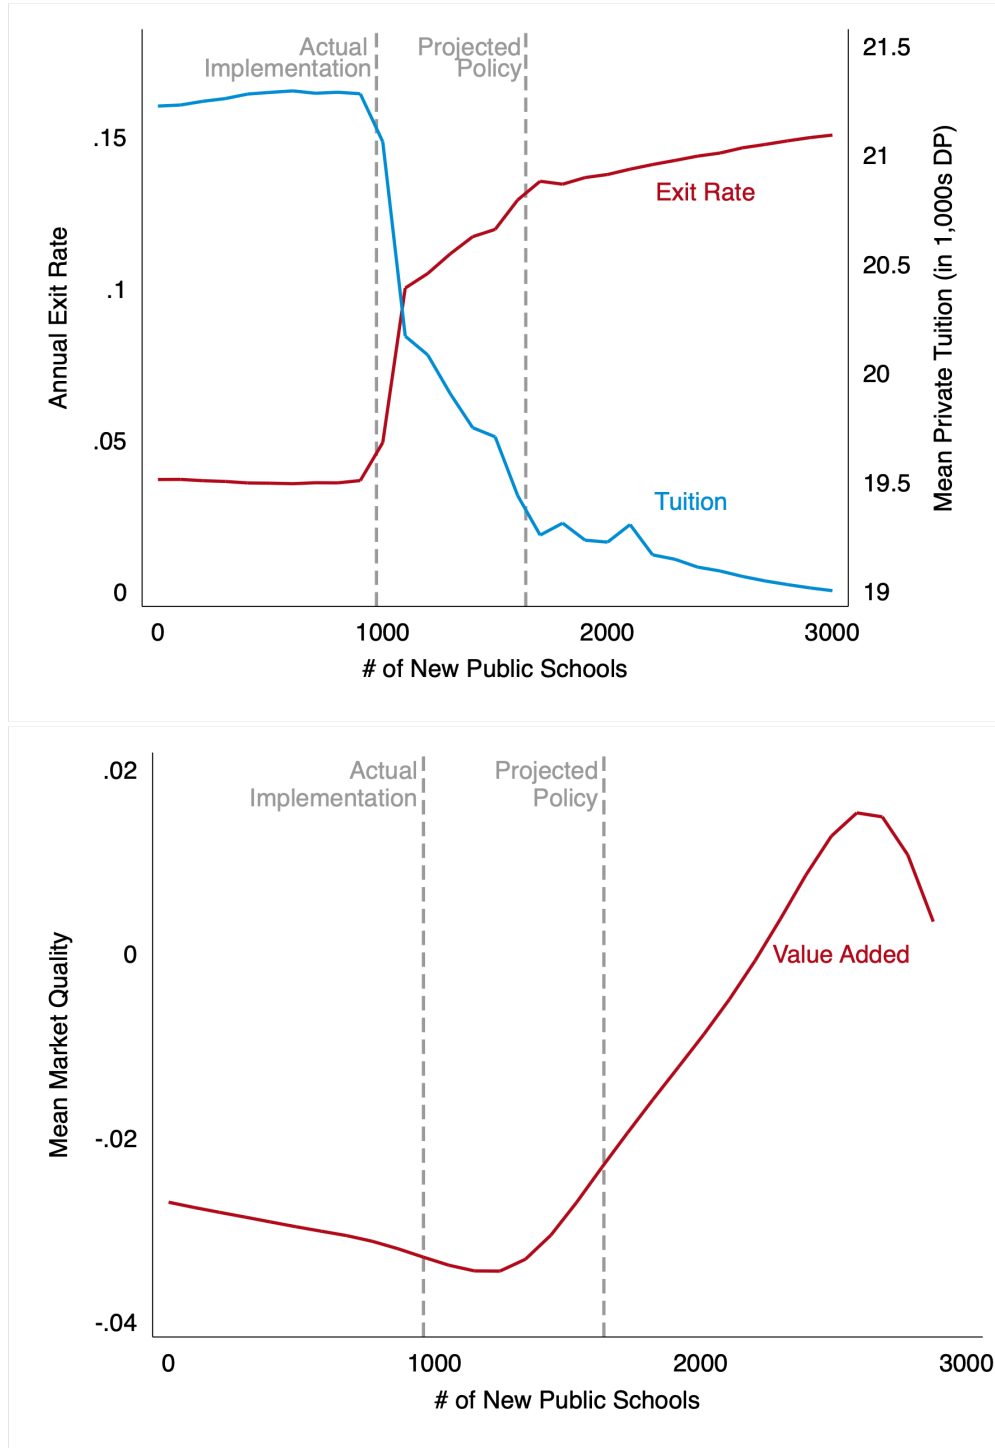 Actual
Implementation
Projected
Policy
21.5
21
20.5
20
19.5
19
.15
.1
.05
0
Annual Exit Rate
Mean Private Tuition (in 1,000s DP)
Exit Rate
Tuition
0
1000
2000
3000
# of New Public Schools
Actual
Implementation
Projected
Policy
.02
0
-.02
-.04
Mean Market Quality
Value Added
0
1000
2000
3000
# of New Public Schools